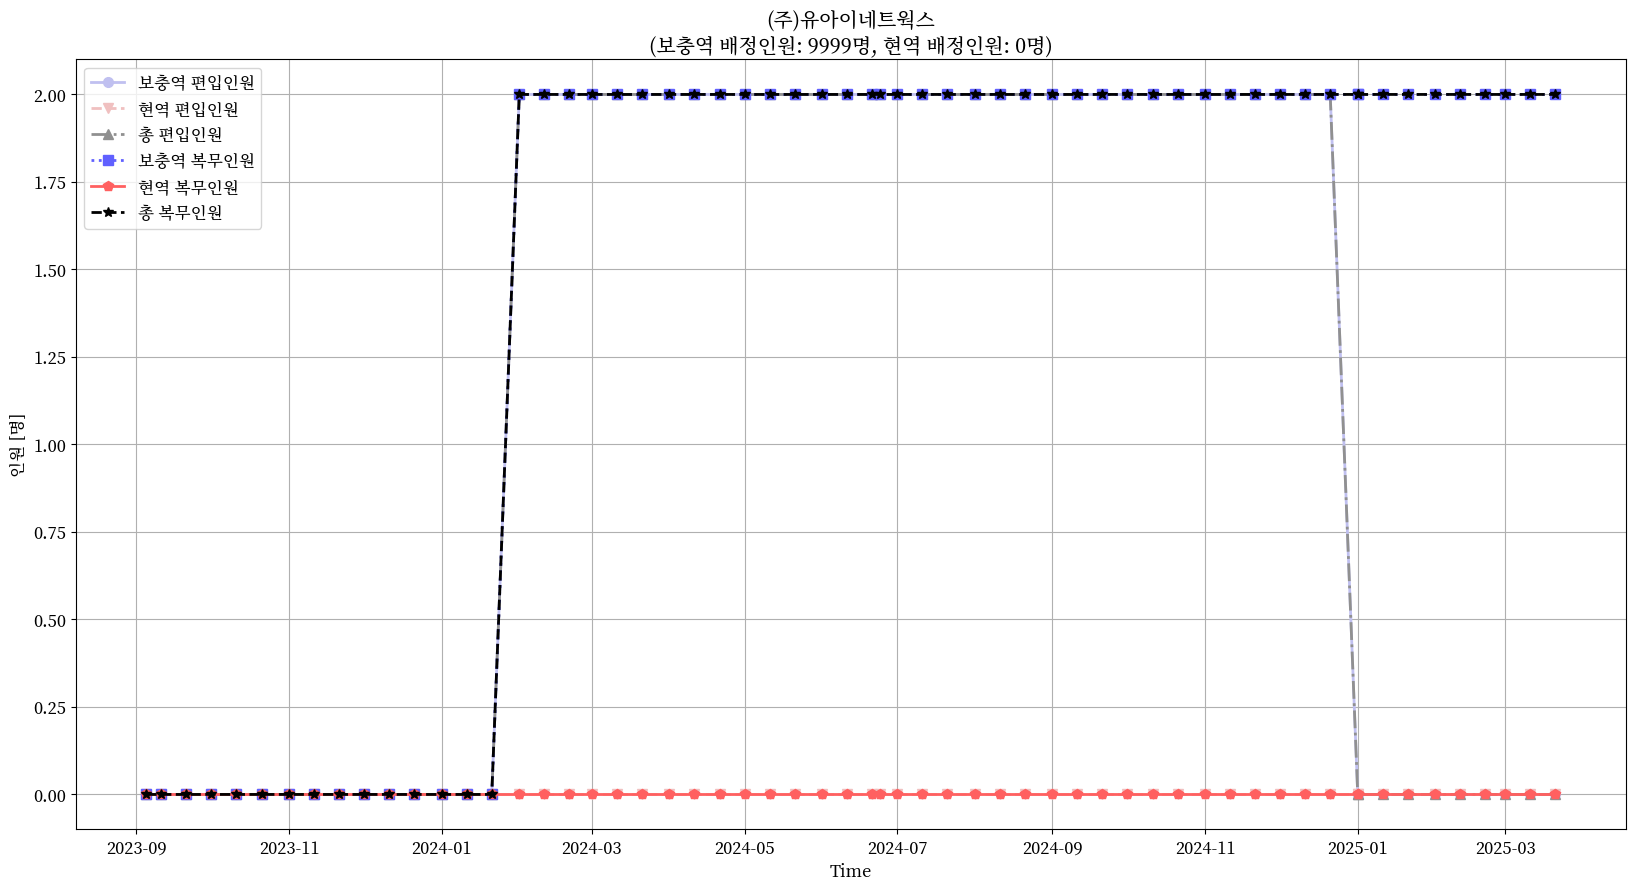 (주)유아이네트웍스
(보충역 배정인원: 9999명, 현역 배정인원: 0명)
보충역 편입인원
현역 편입인원
총 편입인원
보충역 복무인원
현역 복무인원
총 복무인원
2.00
1.75
1.50
1.25
1.00
0.75
0.50
0.25
0.00
인원 [명]
2023-09 2023-11 2024-01 2024-03 2024-05 2024-07 2024-09 2024-11 2025-01 2025-03
Time